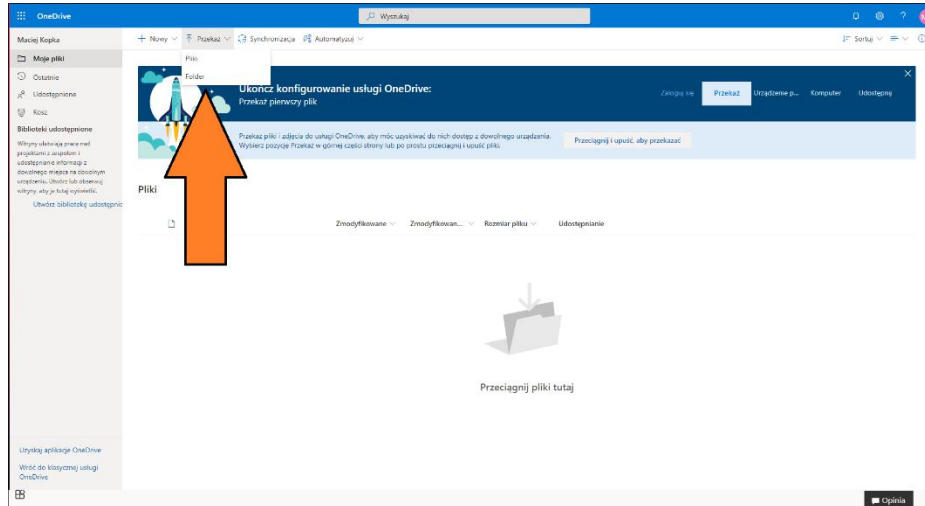 OneDrive
Wyszukaj
?
Maciej Kopka
+ Nowy
Przekaż
Synchronizacja
Automatyzuj
Sortuj
Pliki
Folder
Moje pliki
Ostatnie
Udostępnione
Kosz
Biblioteki udostępnione
Witryny ułatwiają pracę nad
projektami z zespołem i
udostępnianie informacji z
dowolnego miejsca na dowolnym
urządzeniu. Utwórz lub obserwuj
witryny, aby je tutaj wyświetlić.
Utwórz bibliotekę udostępnic
Ukończ konfigurowanie usługi OneDrive:
Przekaż pierwszy plik
Zaloguj się
Przekaż
Urządzenie p...
Komputer
Udostępnij
Przekaż pliki i zdjęcia do usługi OneDrive, aby móc uzyskiwać do nich dostęp z dowolnego urządzenia.
Wybierz pozycję Przekaż w górnej części strony lub po prostu przeciągnij i upuść pliki.
Przeciągnij i upuść, aby przekazać
Pliki
Zmodyfikowane
Zmodyfikowan...
Rozmiar pliku
Udostępnianie
Przeciągnij pliki tutaj
Uzyskaj aplikacje OneDrive
Wróć do klasycznej usługi
OneDrive
Opinia